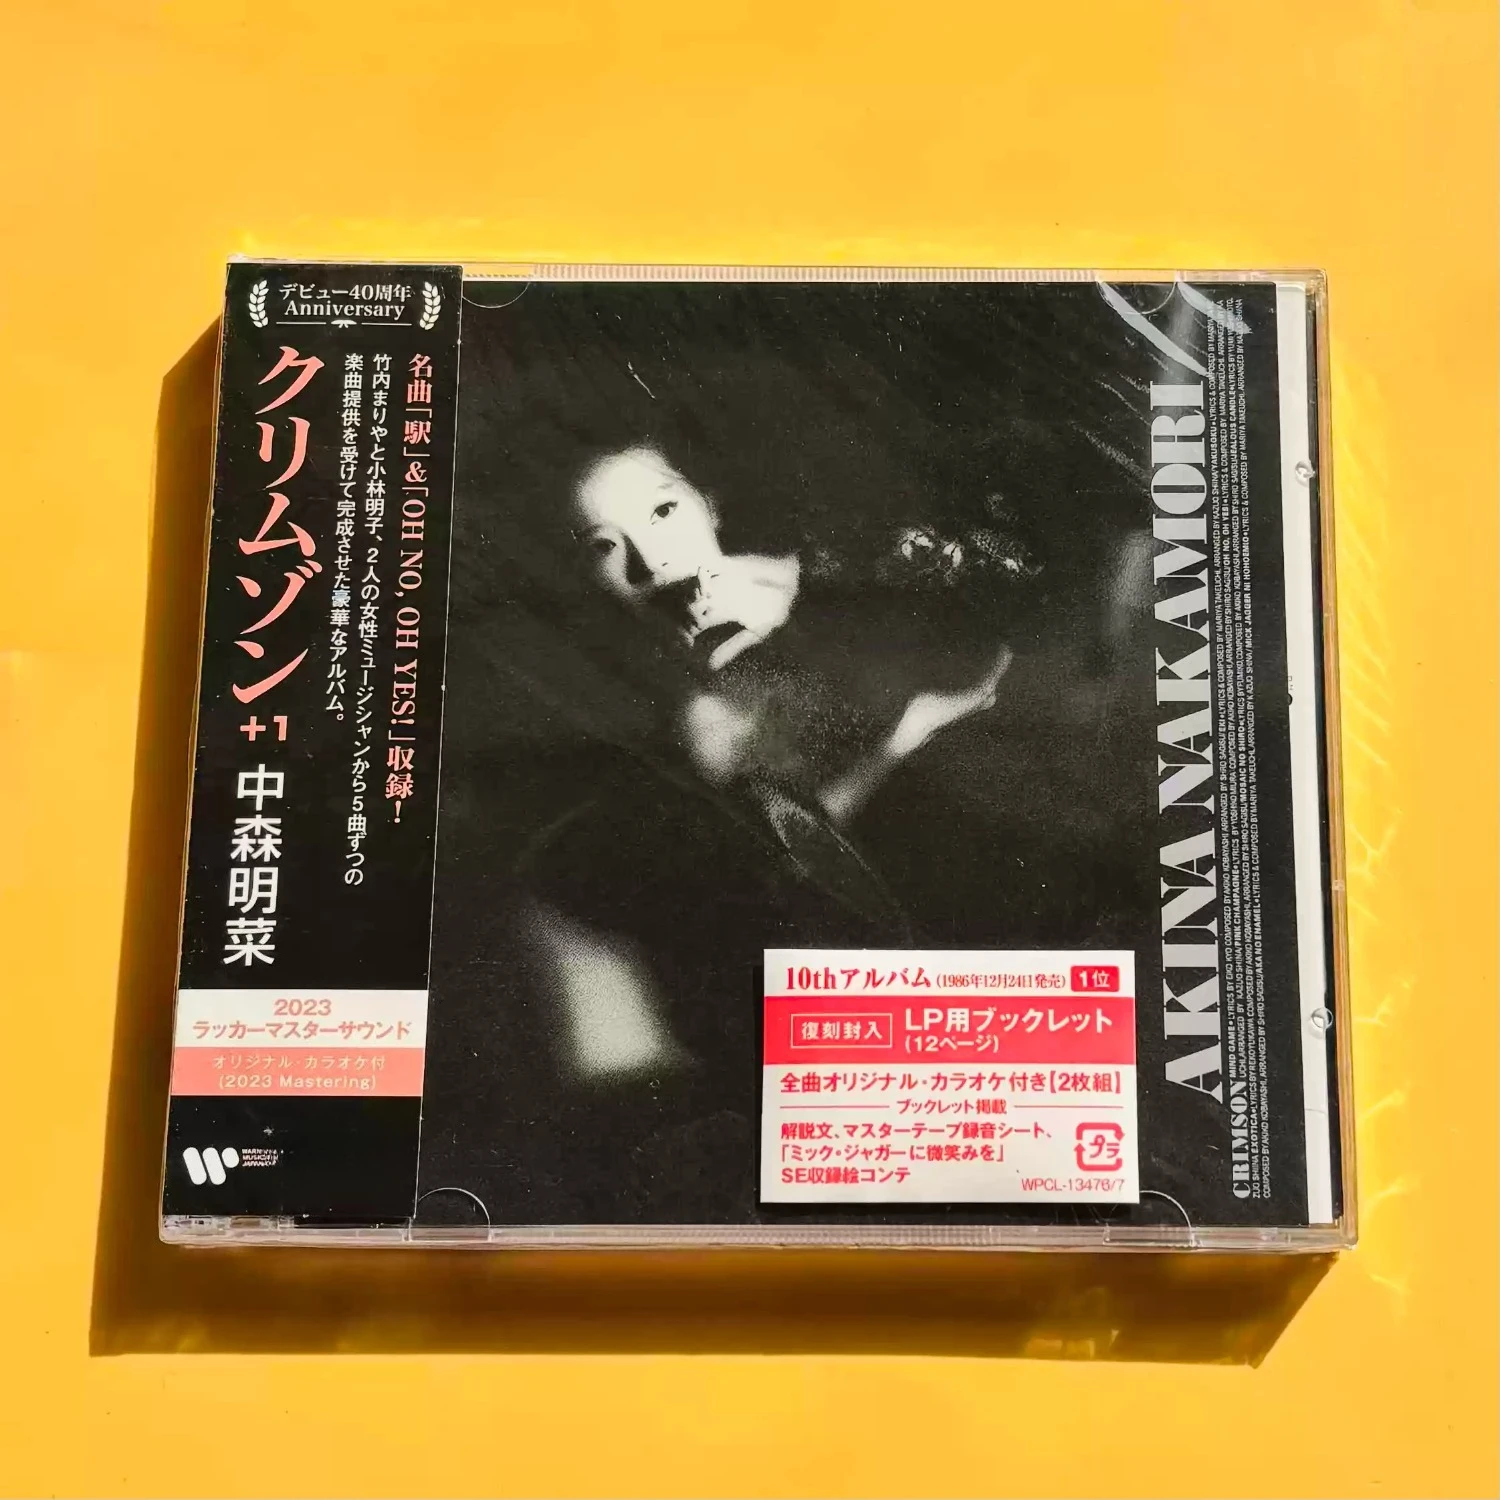 デビュー40周年
Anniversary
名曲「駅」&「OH NO, OH YES!」収録!
竹内まりやと小林明子、2人の女性ミュージシャンから5曲ずつの
楽曲提供を受けて完成させた豪華なアルバム。
クリムゾン+1
中森明菜
2023
ラッカーマスターサウンド
オリジナル・カラオケ付
(2023 Mastering)
WARNER MUSIC JAPAN
AKINA NAKAMORI
CRIMSON
10thアルバム(1986年12月24日発売) 1位
復刻封入
LP用ブックレット
(12ページ)
全曲オリジナル・カラオケ付き【2枚組】
ブックレット掲載
解説文、マスターテープ録音シート、
「ミック・ジャガーに微笑みを」
SE収録絵コンテ
プラ
WPCL-13476/7